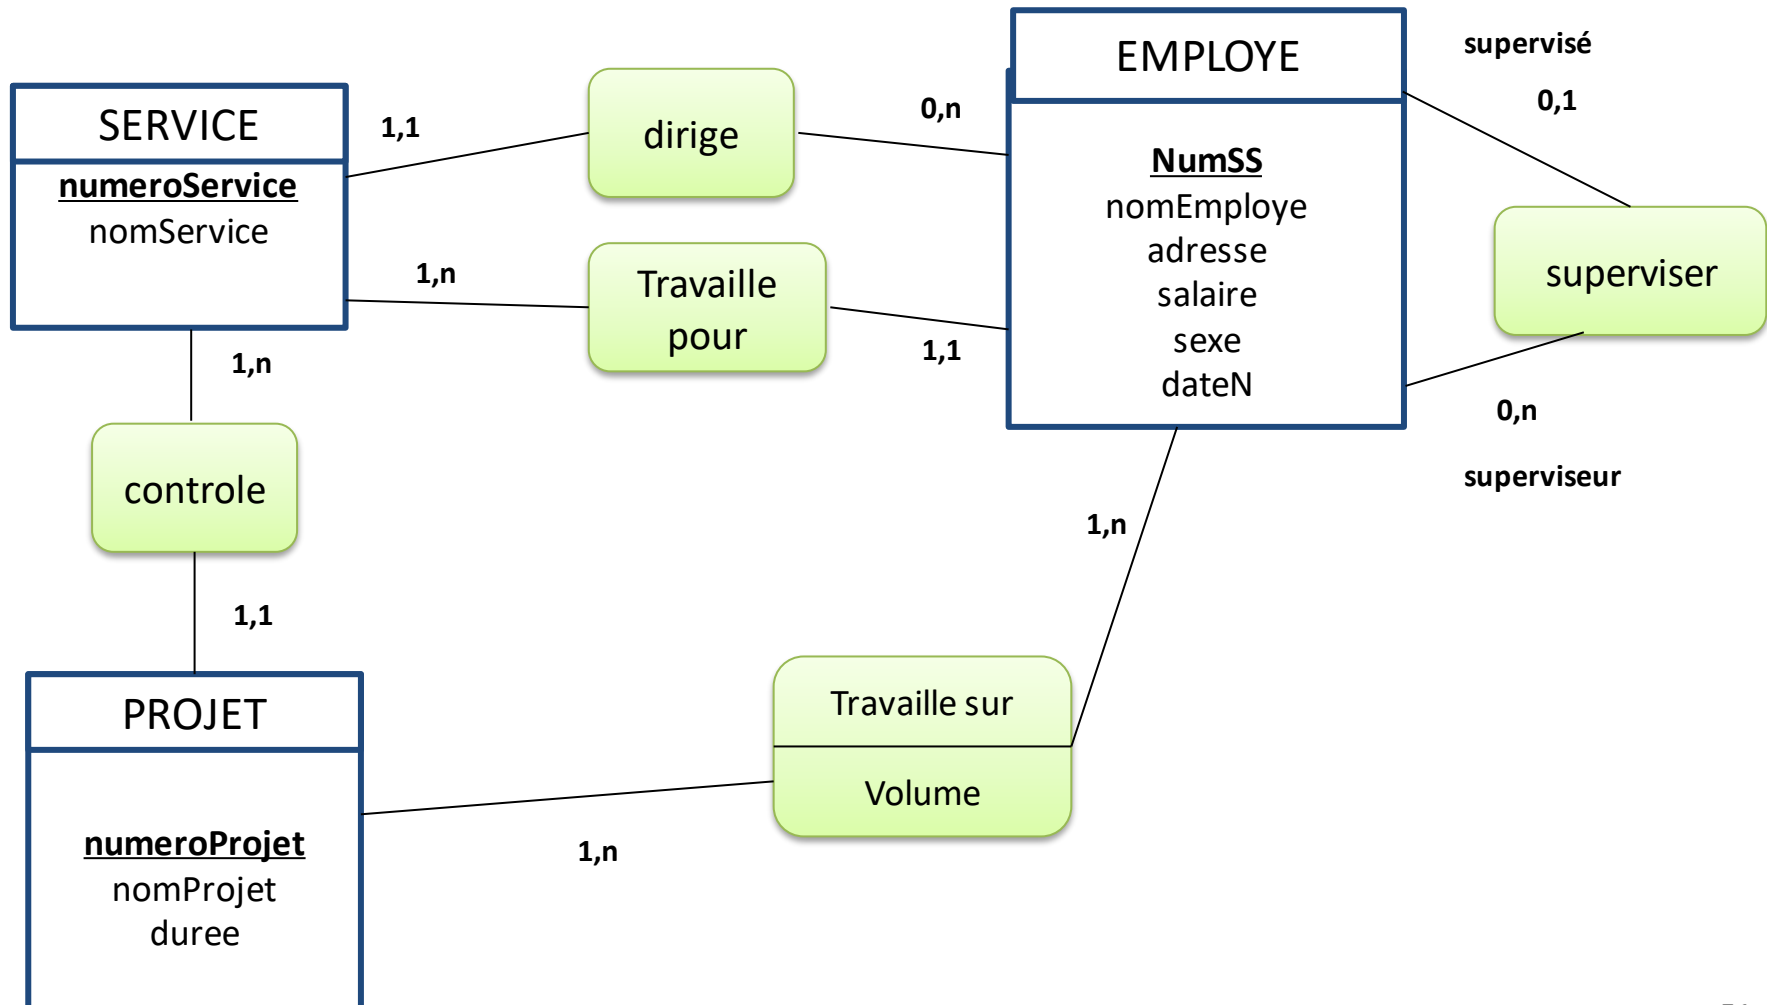 EMPLOYE
supervisé
0,1
SERVICE
1,1
dirige
0,n
numeroService
nomService
NumSS
nomEmploye
adresse
salaire
sexe
dateN
1,n
Travaille
pour
1,1
superviser
0,n
superviseur
1,n
controle
1,n
1,1
PROJET
Travaille sur
Volume
numeroProjet
nomProjet
duree
1,n